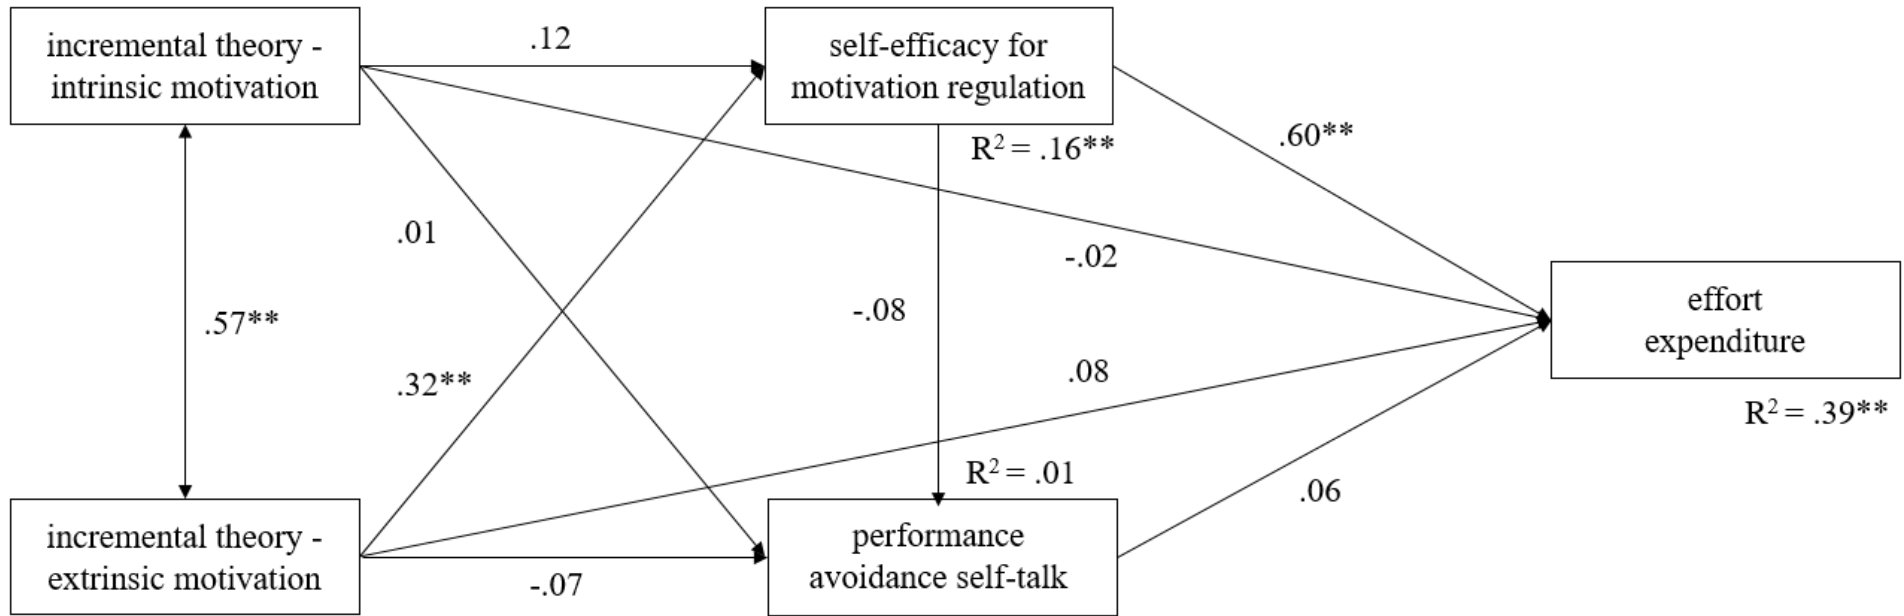 incremental theory -
intrinsic motivation
.12
self-efficacy for
motivation regulation
R² = .16**
.60**
.01
-.02
.57**
-.08
effort
expenditure
.32**
.08
R² = .39**
R² = .01
.06
incremental theory -
extrinsic motivation
-.07
performance
avoidance self-talk